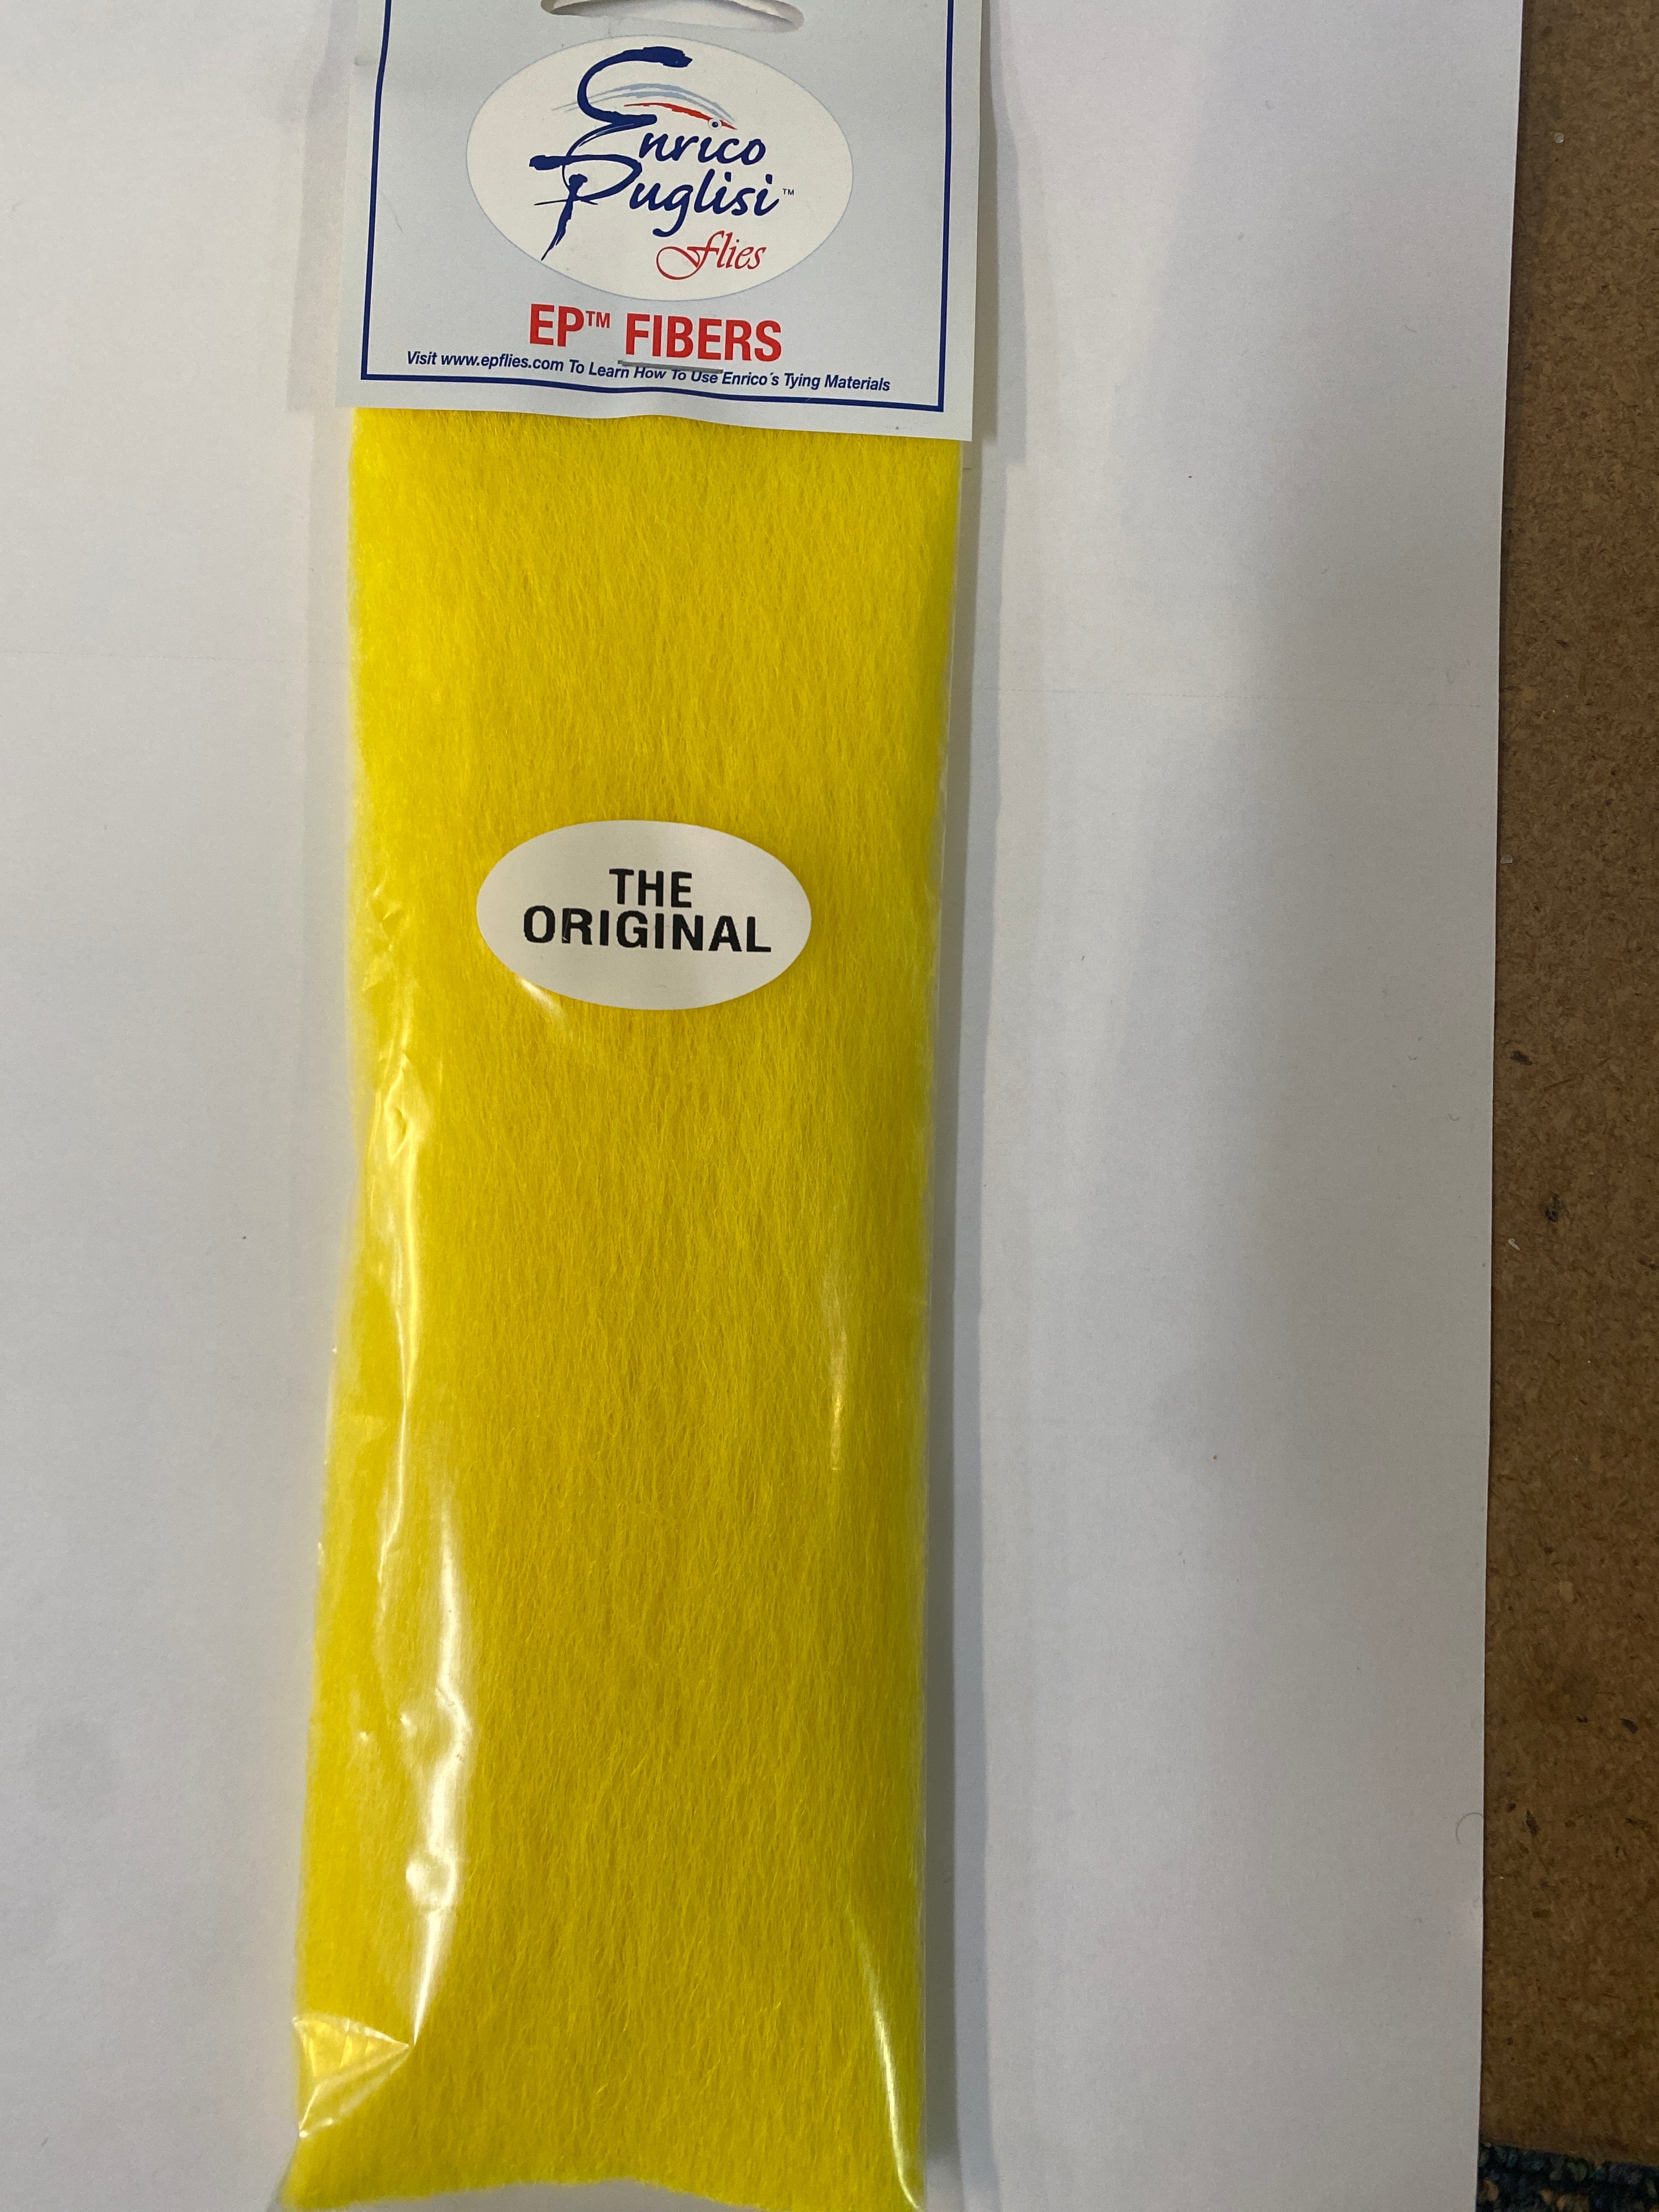 Enrico
Puglisi™
flies
EP™ FIBERS
Visit www.epflies.com To Learn How To Use Enrico's Tying Materials
THE
ORIGINAL